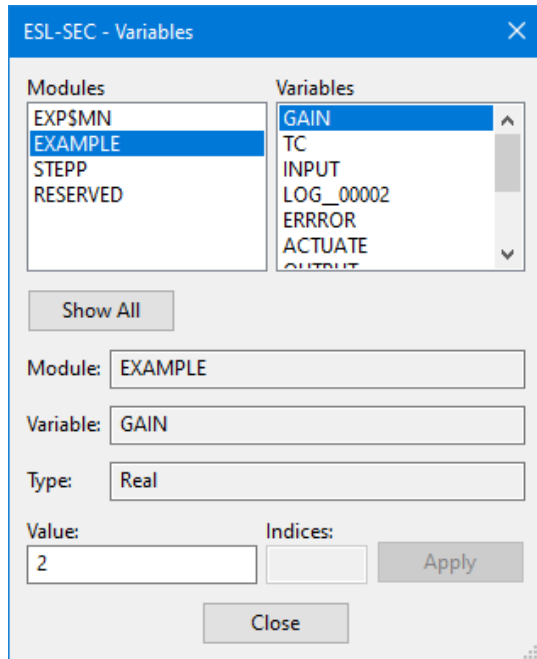 ESL-SEC - Variables
Modules
EXP$MN
EXAMPLE
STEPP
RESERVED
Variables
GAIN
TC
INPUT
LOG__00002
ERRROR
ACTUATE
OUTPUT
Show All
Module: EXAMPLE
Variable: GAIN
Type: Real
Value:
2
Indices:
Apply
Close